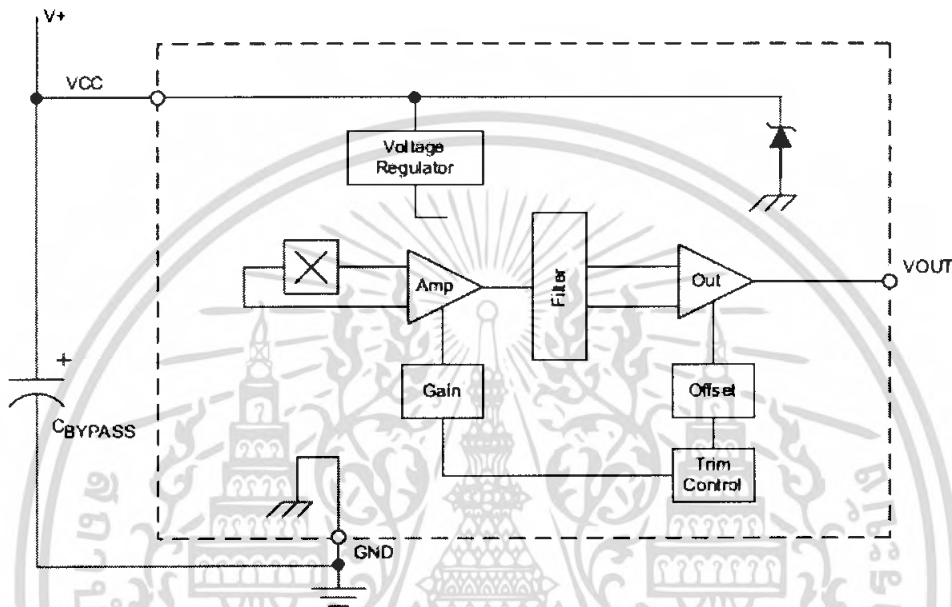 V+
VCC
Voltage
Regulator
Amp
Filter
Out
VOUT
Gain
Offset
+
CBYPASS
Trim
Control
GND